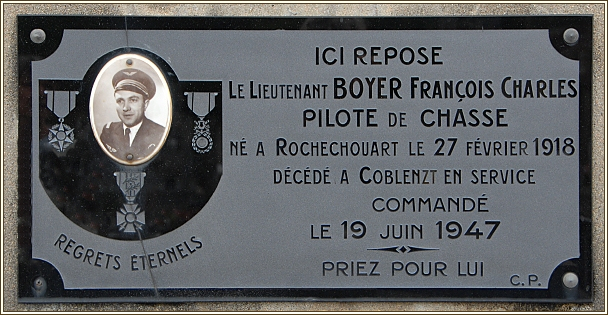 ICI REPOSE
LE LIEUTENANT BOYER FRANÇOIS CHARLES
PILOTE DE CHASSE
NÉ A ROCHECHOUART LE 27 FÉVRIER 1918
DÉCÉDÉ A COBLENZT EN SERVICE
COMMANDÉ
LE 19 JUIN 1947
PRIEZ POUR LUI
C.P.
REGRETS ÉTERNELS